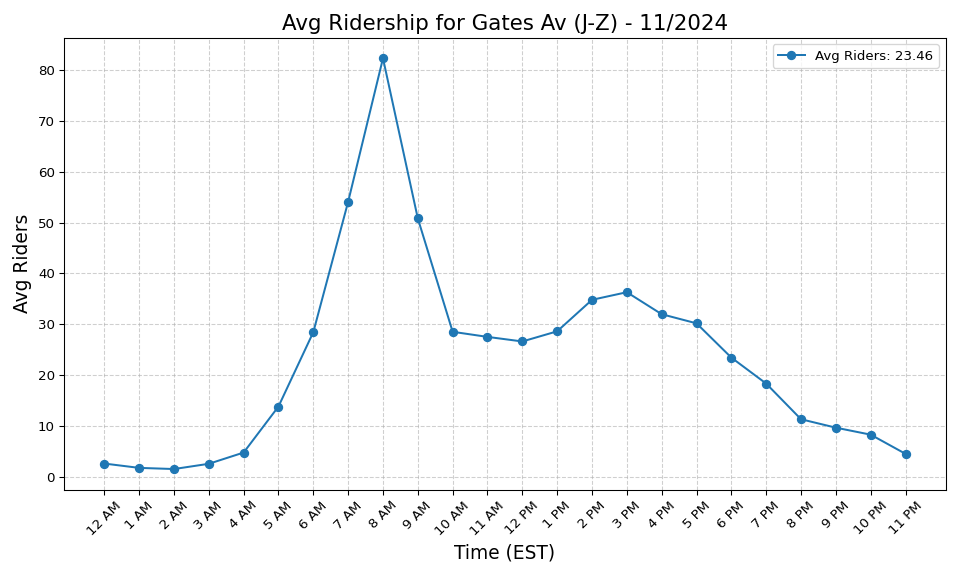 Avg Ridership for Gates Av (J-Z) - 11/2024
Avg Riders: 23.46
Avg Riders
80
70
60
50
40
30
20
10
0
12 AM
1 AM
2 AM
3 AM
4 AM
5 AM
6 AM
7 AM
8 AM
9 AM
10 AM
11 AM
12 PM
1 PM
2 PM
3 PM
4 PM
5 PM
6 PM
7 PM
8 PM
9 PM
10 PM
11 PM
Time (EST)